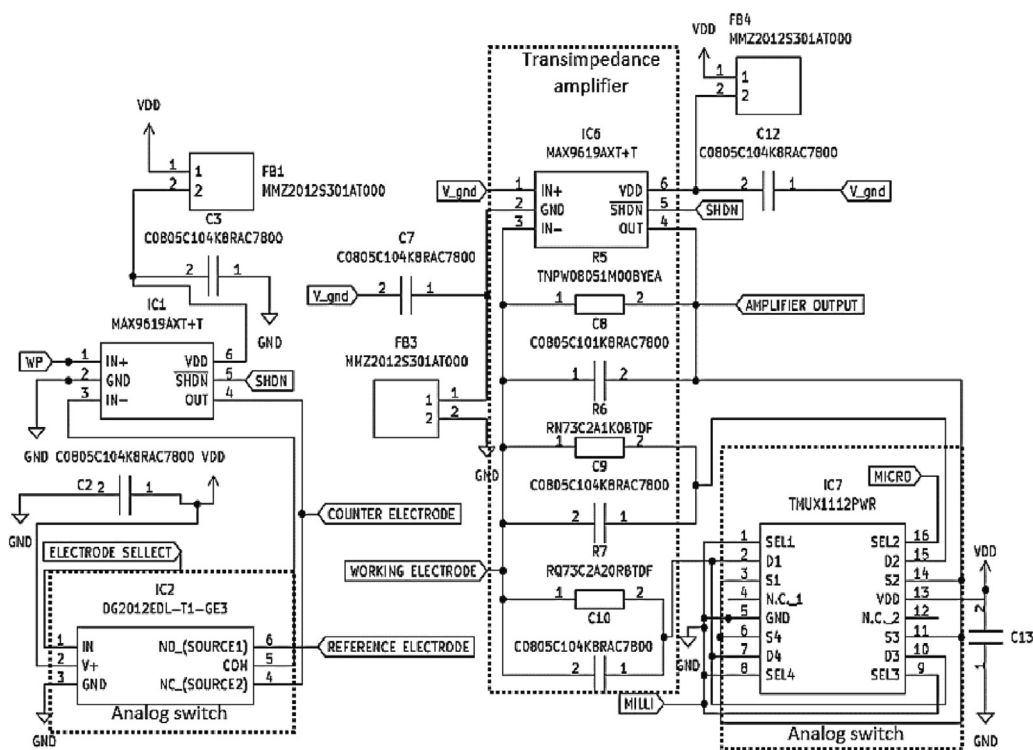 FB4
VDD
MMZ2012S301AT000
Transimpedance
amplifier
1
1
2
2
VDD
IC6
MAX9619AXT+T
C12
C0805C104K8RAC7800
1
1
2
2
FB1
MMZ2012S301AT000
V_gnd
1
IN+
VDD
6
2
1
V_gnd
2
GND
SHDN
5
SHDN
3
IN-
OUT
4
C3
C0805C104K8RAC7800
2
1
GND
C7
C0805C104K8RAC7800
V_gnd
2
1
R5
TNPW08051M00BYEA
1
2
AMPLIFIER OUTPUT
C8
C0805C101K8RAC7800
1
2
IC1
MAX9619AXT+T
WP
1
IN+
VDD
6
2
GND
SHDN
5
SHDN
3
IN-
OUT
4
GND
FB3
MMZ2012S301AT000
1
1
2
2
GND
R6
RN73C2A1K0BTDF
1
2
C9
C0805C104K8RAC7800
2
1
C0805C104K8RAC7800
VDD
C2
2
1
GND
COUNTER ELECTRODE
ELECTRODE SELLECT
WORKING ELECTRODE
R7
RQ73C2A20RBTDF
1
2
C10
C0805C104K8RAC7800
2
1
IC2
DG2012EDL-T1-GE3
1
IN
NO_(SOURCE1)
6
REFERENCE ELECTRODE
2
V+
COM
5
3
GND
NC_(SOURCE2)
4
GND
Analog switch
MICRO
IC7
TMUX1112PWR
1
SEL1
SEL2
16
2
D1
D2
15
3
S1
S2
14
4
N.C._1
VDD
13
5
GND
N.C._2
12
6
S4
S3
11
7
D4
D3
10
8
SEL4
SEL3
9
GND
MILLI
VDD
2
C13
1
GND
Analog switch